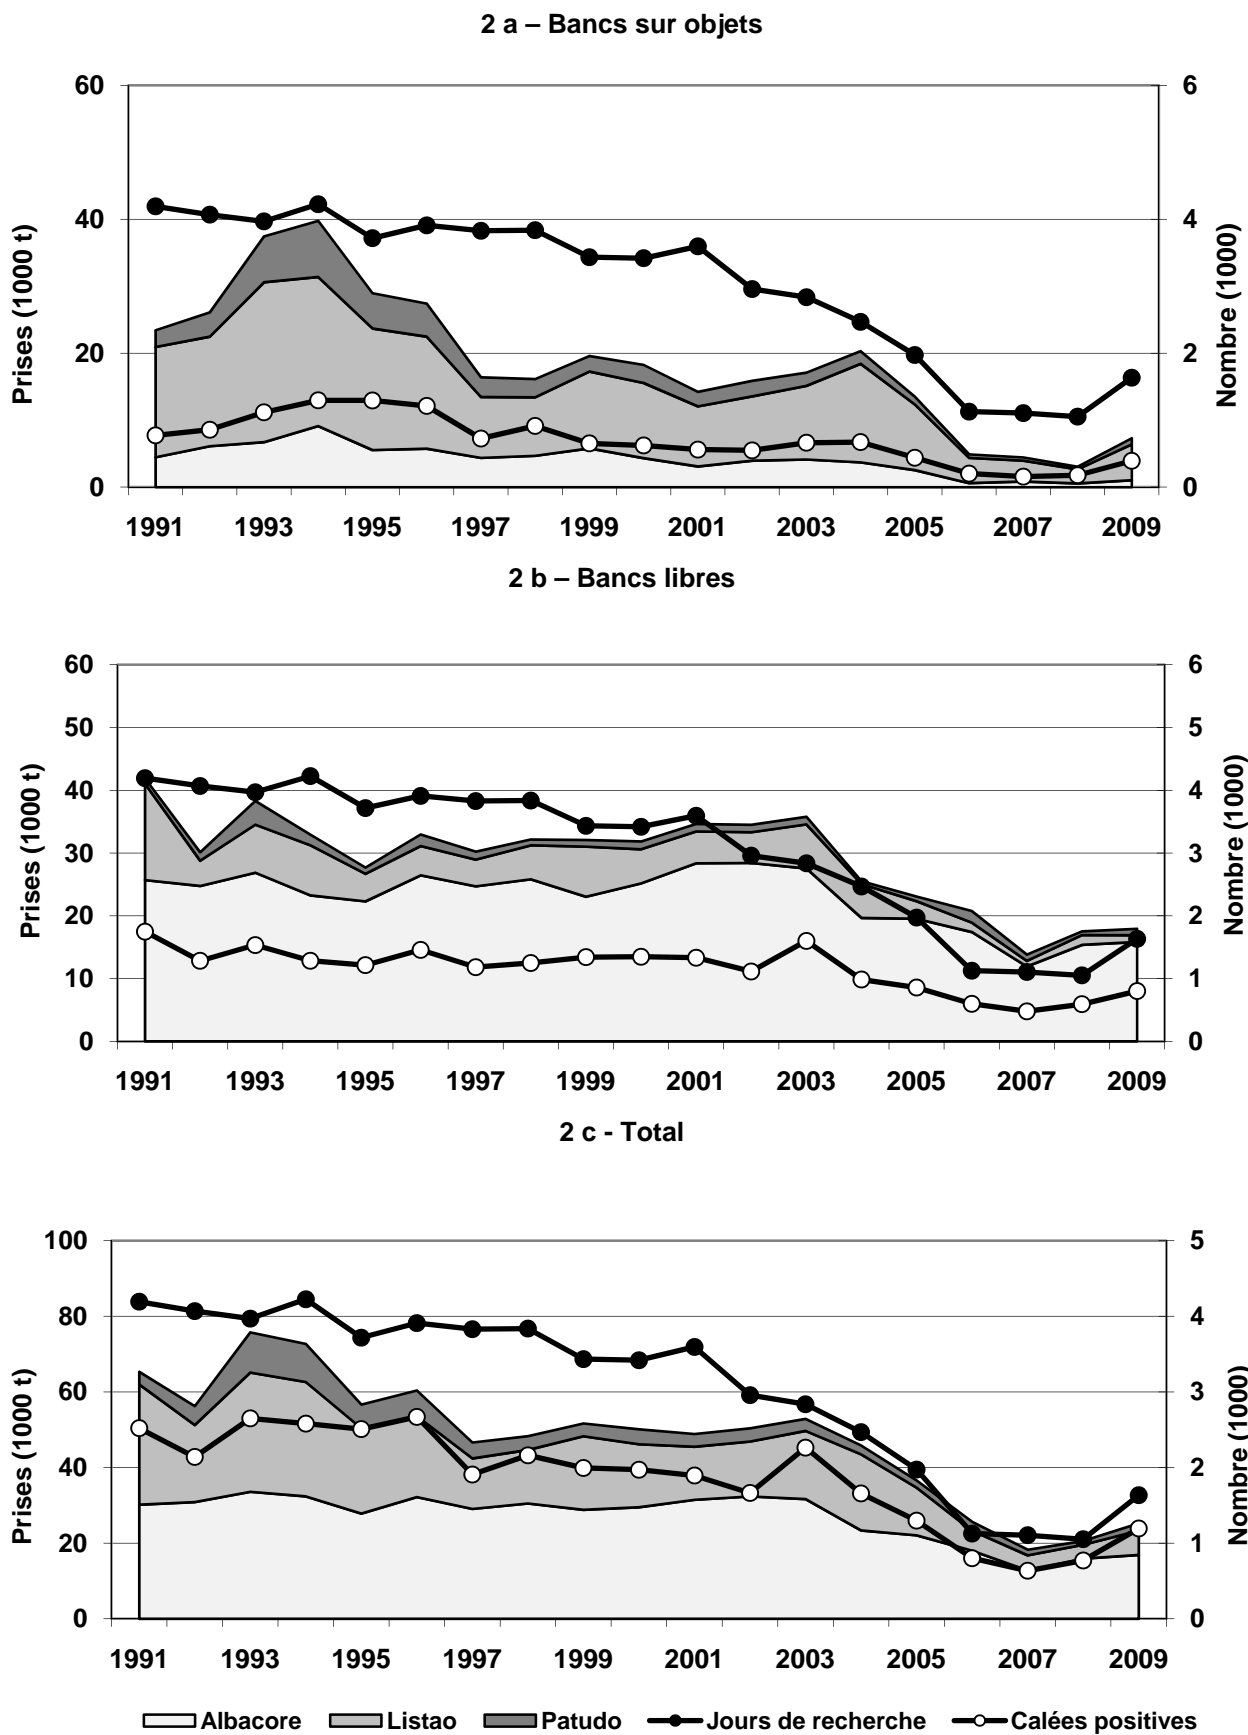 2 a – Bancs sur objets
Prises (1000 t)
60
40
20
0
6
4
2
0
Nombre (1000)
1991 1993 1995 1997 1999 2001 2003 2005 2007 2009
2 b – Bancs libres
Prises (1000 t)
60
50
40
30
20
10
0
6
5
4
3
2
1
0
Nombre (1000)
1991 1993 1995 1997 1999 2001 2003 2005 2007 2009
2 c - Total
Prises (1000 t)
100
80
60
40
20
0
5
4
3
2
1
0
Nombre (1000)
1991 1993 1995 1997 1999 2001 2003 2005 2007 2009
Albacore Listao Patudo Jours de recherche Calées positives